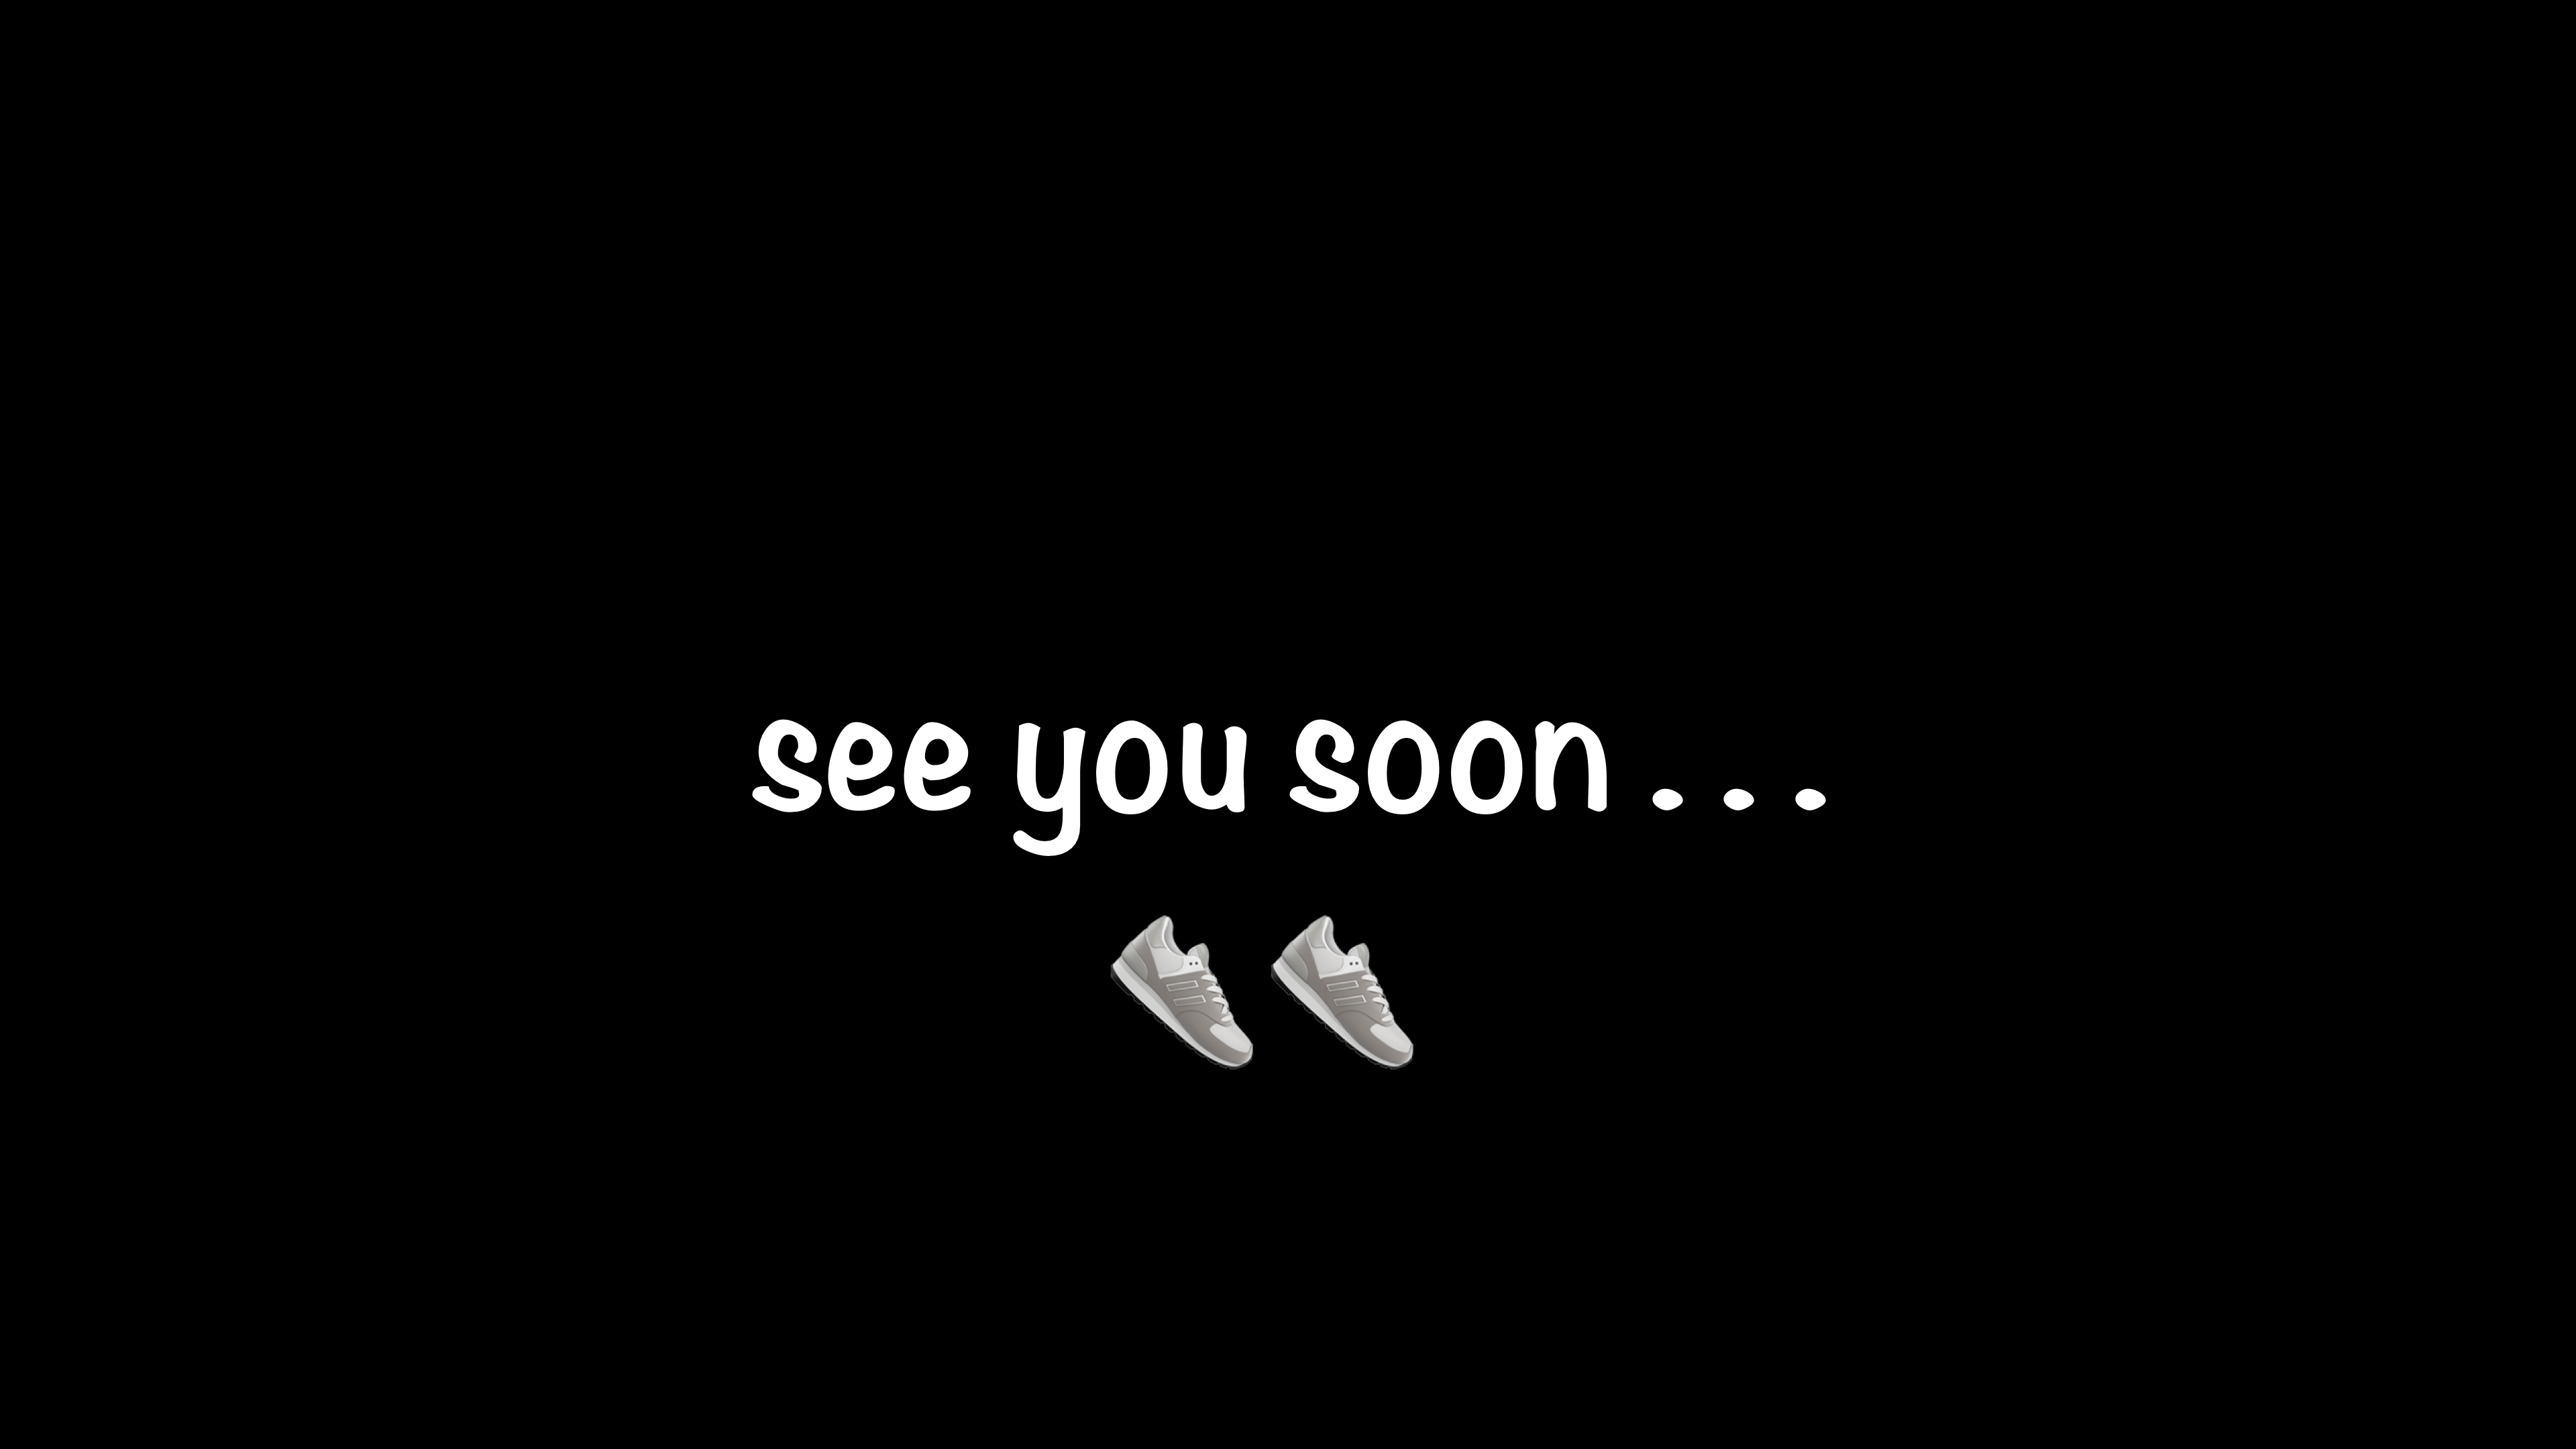 see you soon . . .
👟👟